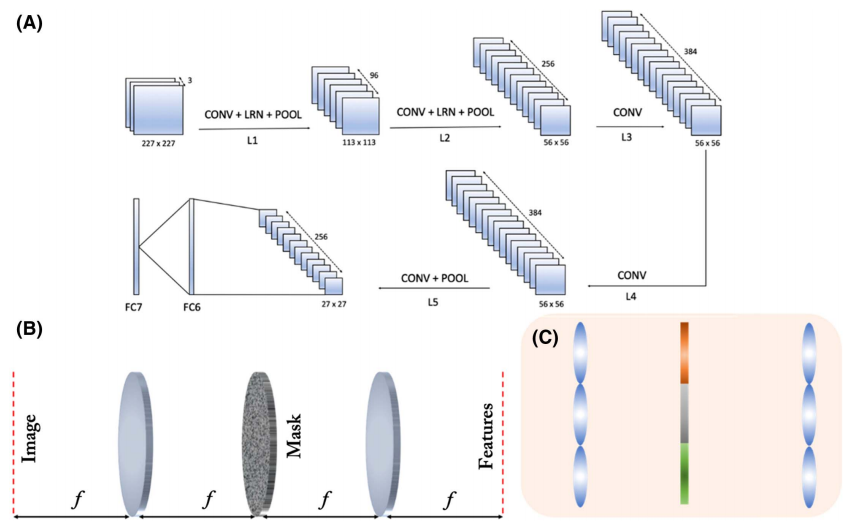 (A)
3
227 x 227
CONV + LRN + POOL
L1
96
113 x 113
CONV + LRN + POOL
L2
256
56 x 56
CONV
L3
384
56 x 56
CONV
L4
384
56 x 56
CONV + POOL
L5
256
27 x 27
FC6
FC7
(B)
Image
Mask
Features
f
f
f
f
(C)